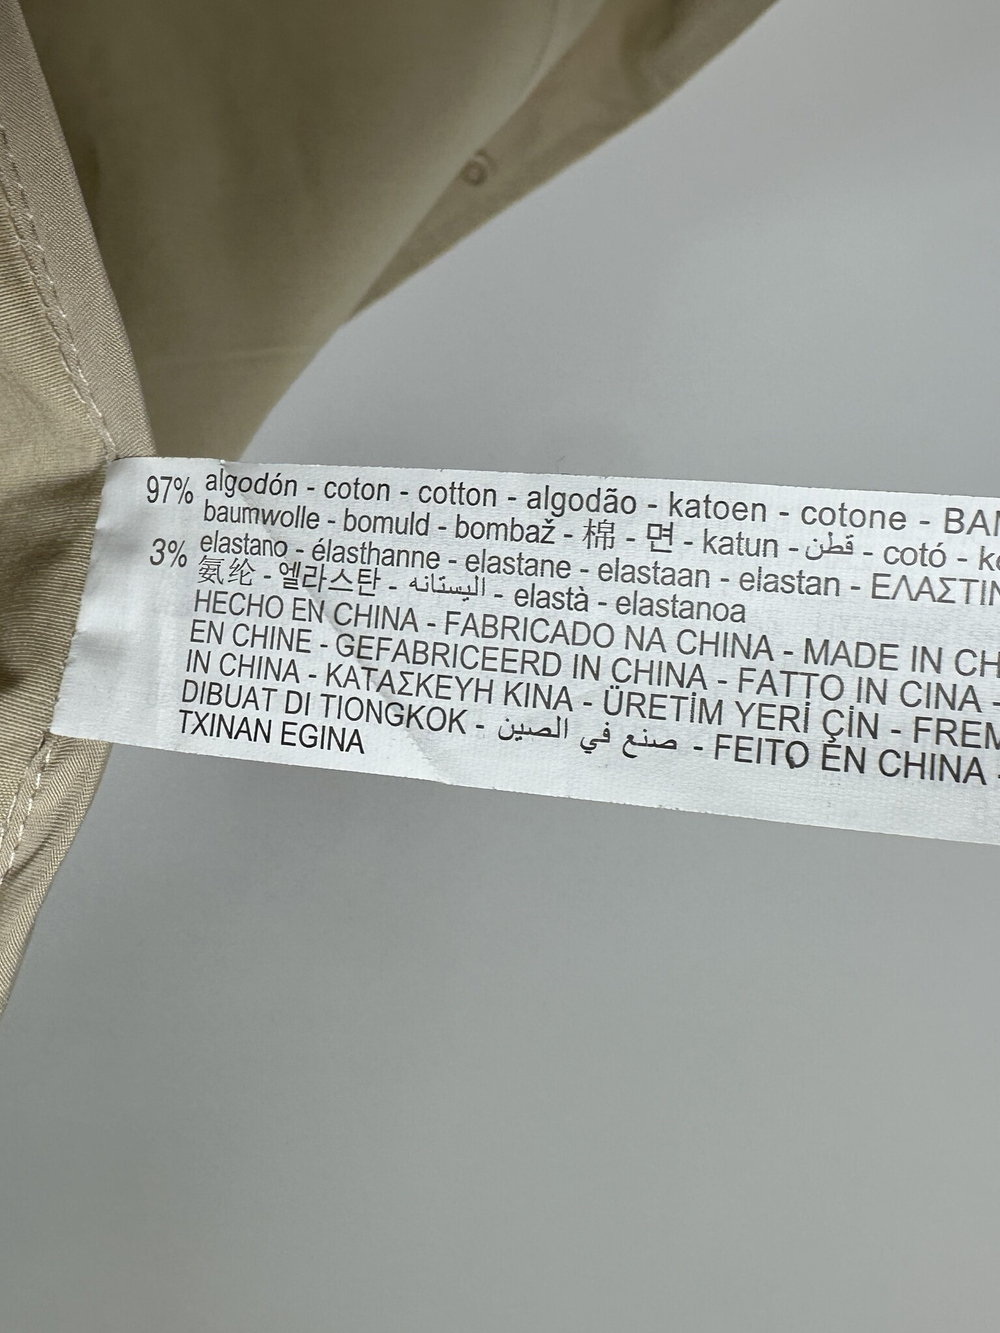 97% algodón - coton - cotton - algodão - katoen - cotone -
baumwolle - bomuld - bombaž - 棉 - 면 - katun - قطن - cotó -
3% elastano - élasthanne - elastane - elastaan - elastan - ΕΛΑΣΤΙΝ
氨纶 - 엘라스탄 - اليستانه - elastà - elastanoa
HECHO EN CHINA - FABRICADO NA CHINA - MADE IN CH
EN CHINE - GEFABRICEERD IN CHINA - FATTO IN CINA -
IN CHINA - ΚΑΤΑΣΚΕΥΗ ΚΙΝΑ - ÜRETİM YERİ ÇİN - FREM
DIBUAT DI TIONGKOK - صنع في الصين - FEITO EN CHINA -
TXINAN EGINA